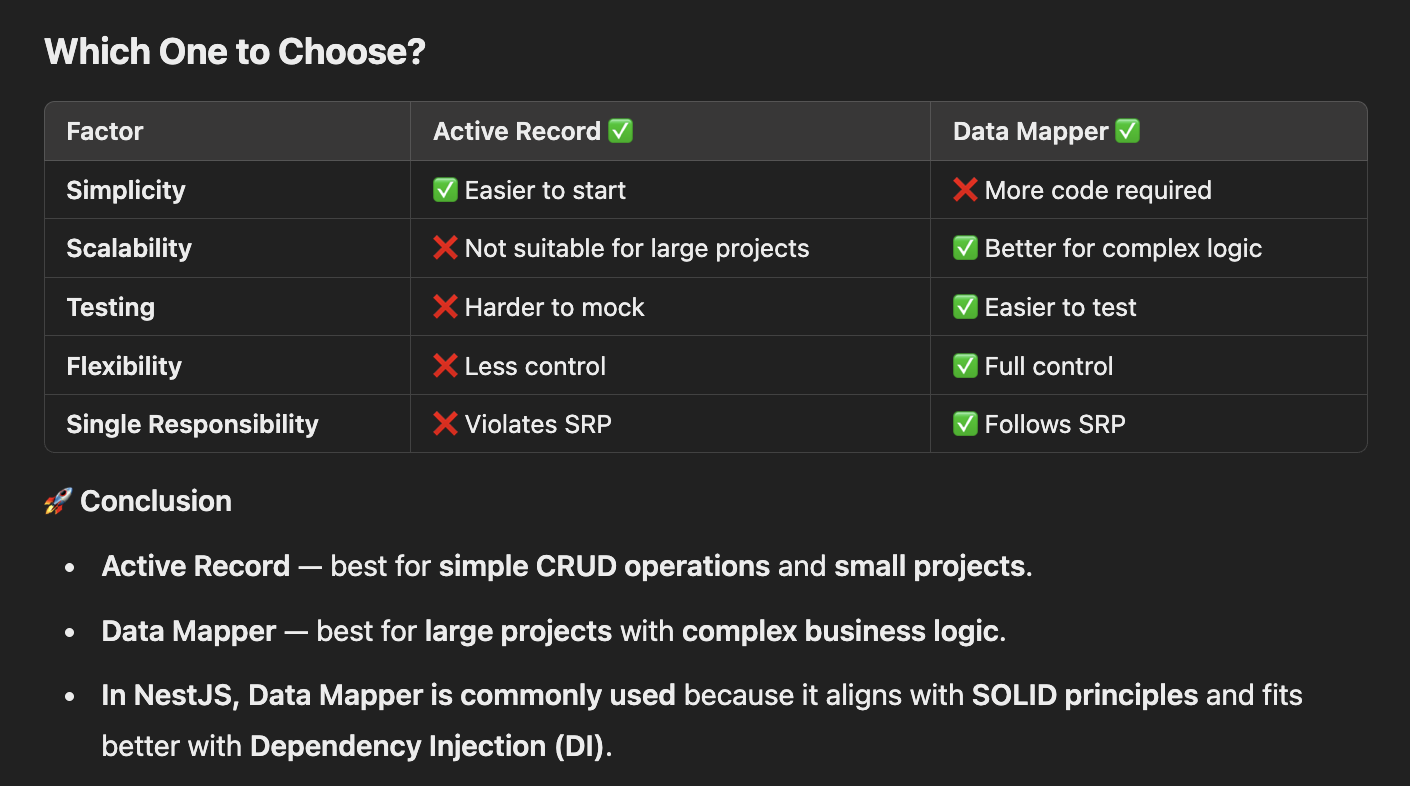 Which One to Choose?
Factor Active Record ✅ Data Mapper ✅
Simplicity ✅ Easier to start ❌ More code required
Scalability ❌ Not suitable for large projects ✅ Better for complex logic
Testing ❌ Harder to mock ✅ Easier to test
Flexibility ❌ Less control ✅ Full control
Single Responsibility ❌ Violates SRP ✅ Follows SRP
🚀 Conclusion
• Active Record — best for simple CRUD operations and small projects.
• Data Mapper — best for large projects with complex business logic.
• In NestJS, Data Mapper is commonly used because it aligns with SOLID principles and fits
better with Dependency Injection (DI).